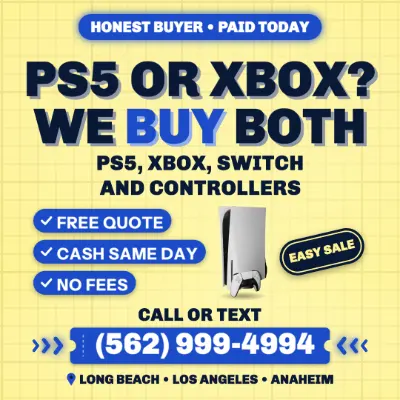 HONEST BUYER • PAID TODAY
PS5 OR XBOX?
WE BUY BOTH
PS5, XBOX, SWITCH
AND CONTROLLERS
FREE QUOTE
CASH SAME DAY
NO FEES
EASY SALE
CALL OR TEXT
(562) 999-4994
LONG BEACH • LOS ANGELES • ANAHEIM